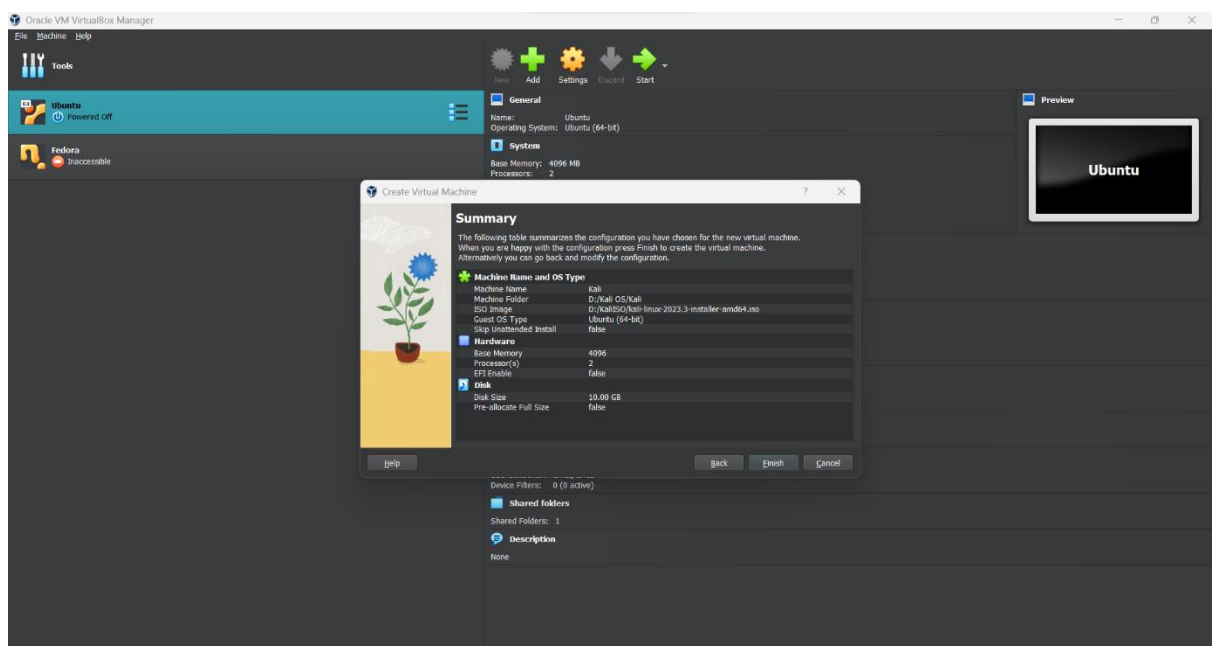 Oracle VM VirtualBox Manager
File Machine Help
Tools
New Add Settings Discard Start
64
Ubuntu
Powered Off
Fedora
Inaccessible
General
Name: Ubuntu
Operating System: Ubuntu (64-bit)
System
Base Memory: 4096 MB
Processors: 2
Preview
Ubuntu
Create Virtual Machine
Summary
The following table summarizes the configuration you have chosen for the new virtual machine.
When you are happy with the configuration press Finish to create the virtual machine.
Alternatively you can go back and modify the configuration.
Machine Name and OS Type
Machine Name Kali
Machine Folder D:/Kali OS/Kali
ISO Image D:/KaliISO/kali-linux-2023.3-installer-amd64.iso
Guest OS Type Ubuntu (64-bit)
Skip Unattended Install false
Hardware
Base Memory 4096
Processor(s) 2
EFI Enable false
Disk
Disk Size 10.00 GB
Pre-allocate Full Size false
Help Back Finish Cancel
Device Filters: 0 (0 active)
Shared folders
Shared Folders: 1
Description
None